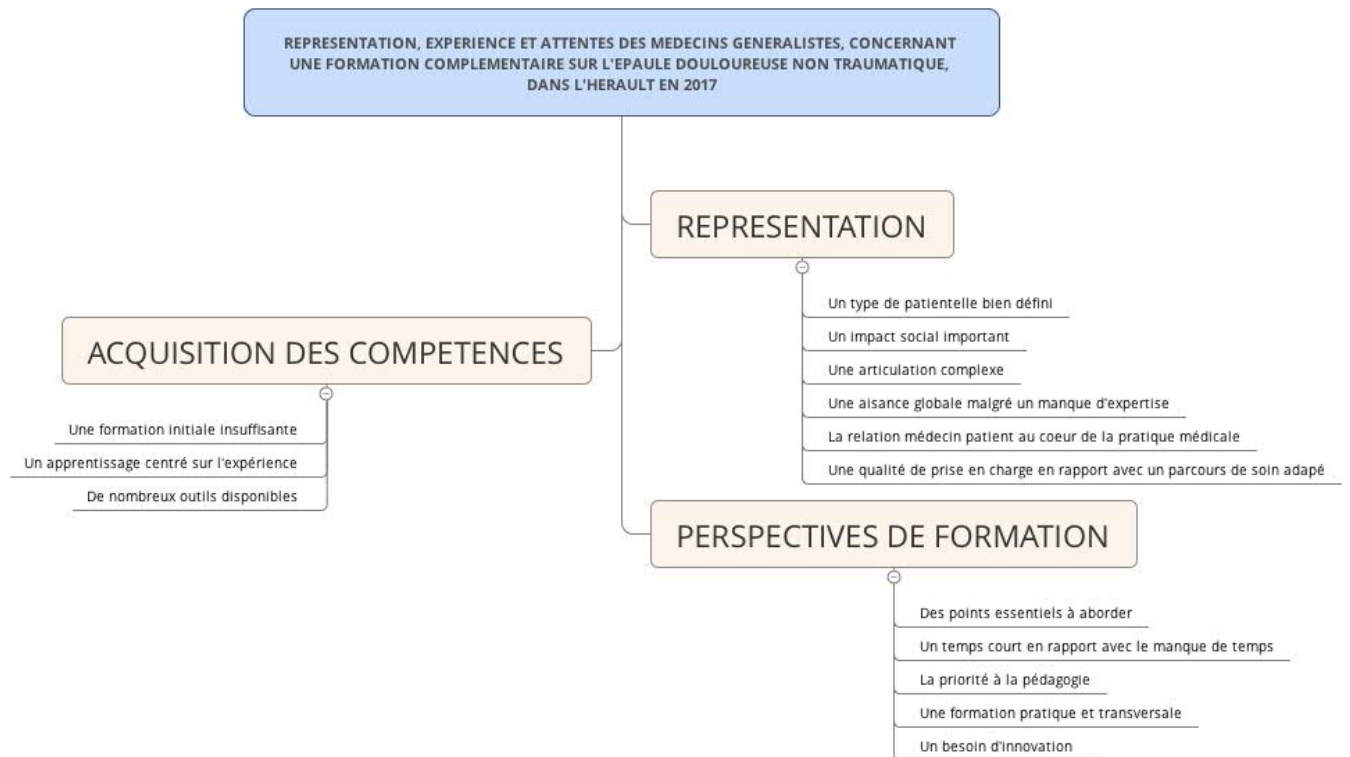 REPRESENTATION, EXPERIENCE ET ATTENTES DES MEDECINS GENERALISTES, CONCERNANT
UNE FORMATION COMPLEMENTAIRE SUR L'EPAULE DOULOUREUSE NON TRAUMATIQUE,
DANS L'HERAULT EN 2017
REPRESENTATION
Un type de patientelle bien défini
Un impact social important
Une articulation complexe
Une aisance globale malgré un manque d'expertise
La relation médecin patient au coeur de la pratique médicale
Une qualité de prise en charge en rapport avec un parcours de soin adapé
ACQUISITION DES COMPETENCES
Une formation initiale insuffisante
Un apprentissage centré sur l'expérience
De nombreux outils disponibles
PERSPECTIVES DE FORMATION
Des points essentiels à aborder
Un temps court en rapport avec le manque de temps
La priorité à la pédagogie
Une formation pratique et transversale
Un besoin d'innovation